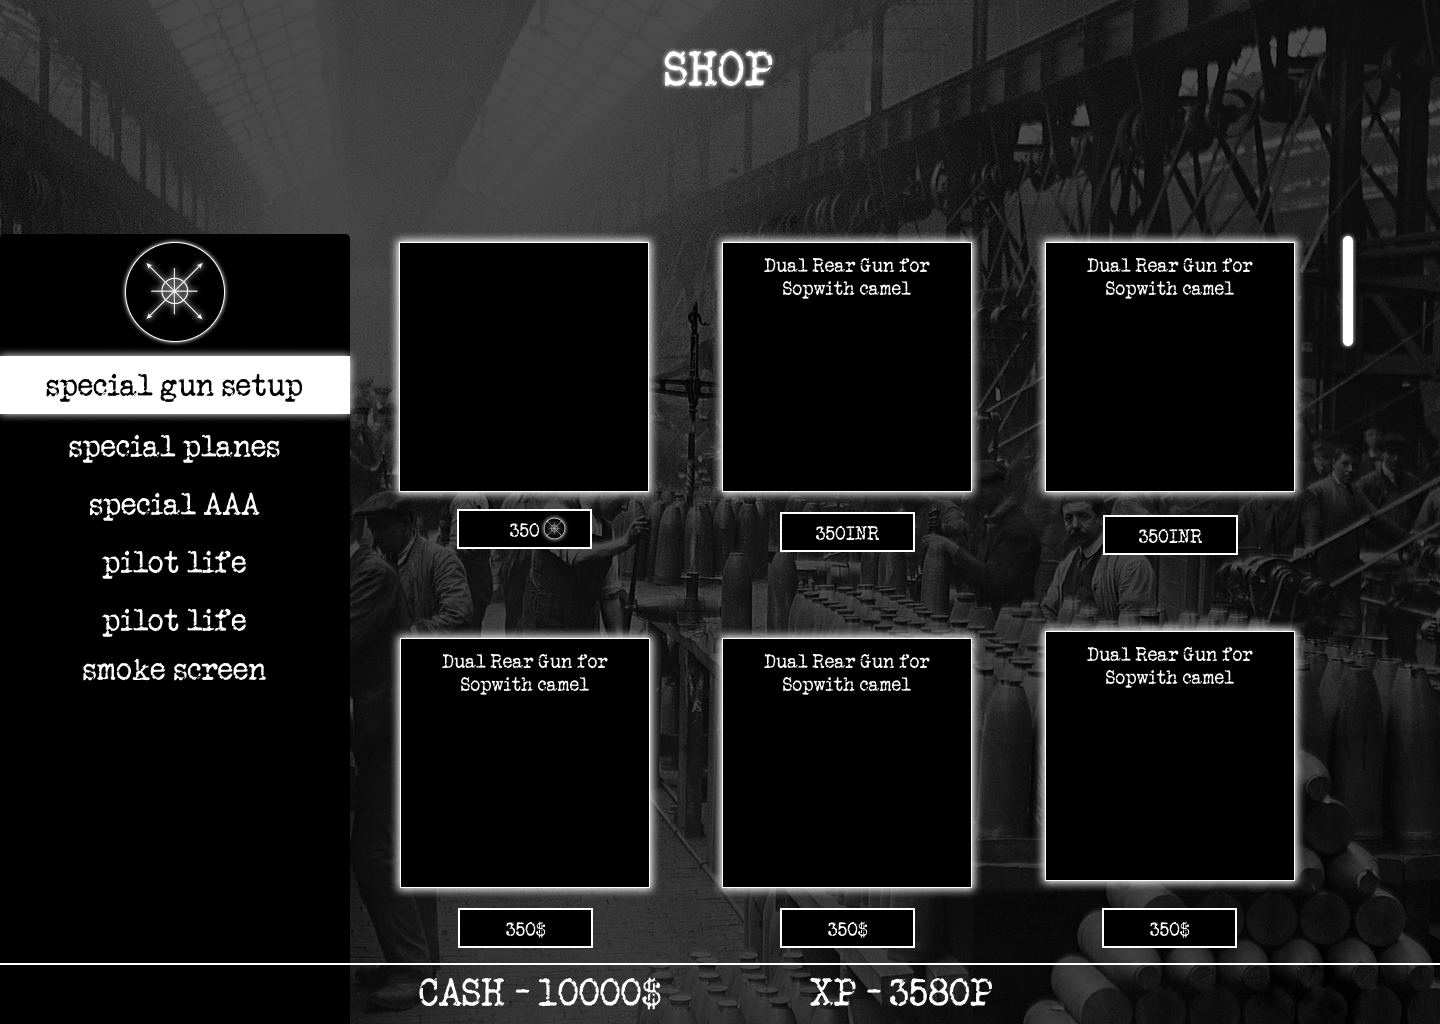 SHOP
special gun setup
special planes
special AAA
pilot life
pilot life
smoke screen
Dual Rear Gun for
Sopwith camel
Dual Rear Gun for
Sopwith camel
350
350INR
350INR
Dual Rear Gun for
Sopwith camel
Dual Rear Gun for
Sopwith camel
Dual Rear Gun for
Sopwith camel
350$
350$
350$
CASH - 10000$
XP - 3580P